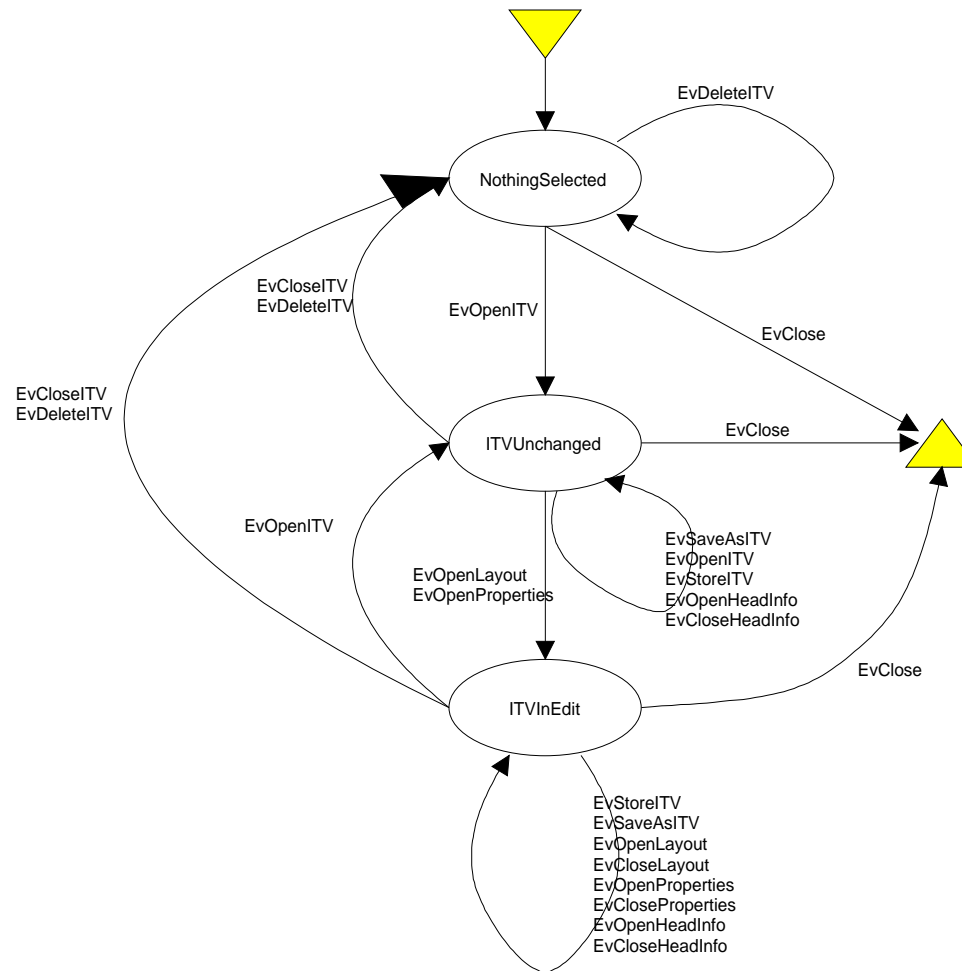 EvDeleteITV
NothingSelected
EvCloseITV
EvDeleteITV
EvOpenITV
EvClose
EvCloseITV
EvDeleteITV
EvClose
ITVUnchanged
EvOpenITV
EvSaveAsITV
EvOpenITV
EvStoreITV
EvOpenHeadInfo
EvCloseHeadInfo
EvOpenLayout
EvOpenProperties
EvClose
ITVInEdit
EvStoreITV
EvSaveAsITV
EvOpenLayout
EvCloseLayout
EvOpenProperties
EvCloseProperties
EvOpenHeadInfo
EvCloseHeadInfo